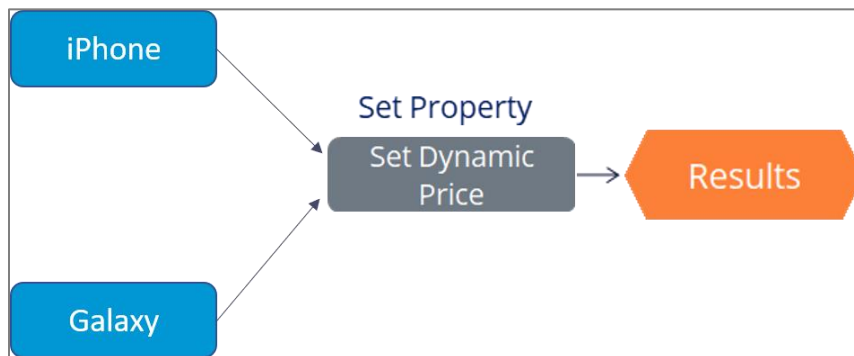 iPhone
Set Property
Set Dynamic
Price
Results
Galaxy